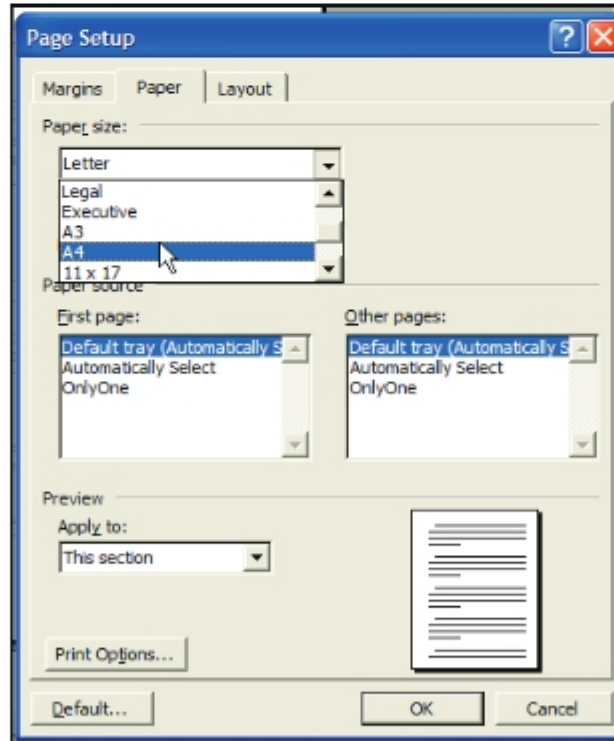 Page Setup
Margins Paper Layout
Paper size:
Letter
Legal
Executive
A3
A4
11 x 17
Paper source
First page: Other pages:
Default tray (Automatically S Default tray (Automatically S
Automatically Select Automatically Select
OnlyOne OnlyOne
Preview
Apply to:
This section
Print Options...
Default... OK Cancel